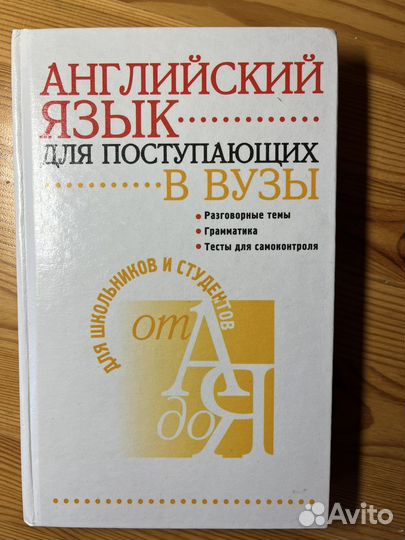 АНГЛИЙСКИЙ
ЯЗЫК
ДЛЯ ПОСТУПАЮЩИХ
В ВУЗЫ
• Разговорные темы
• Грамматика
• Тесты для самоконтроля
ДЛЯ ШКОЛЬНИКОВ И СТУДЕНТОВ
от А
до Я
Avito